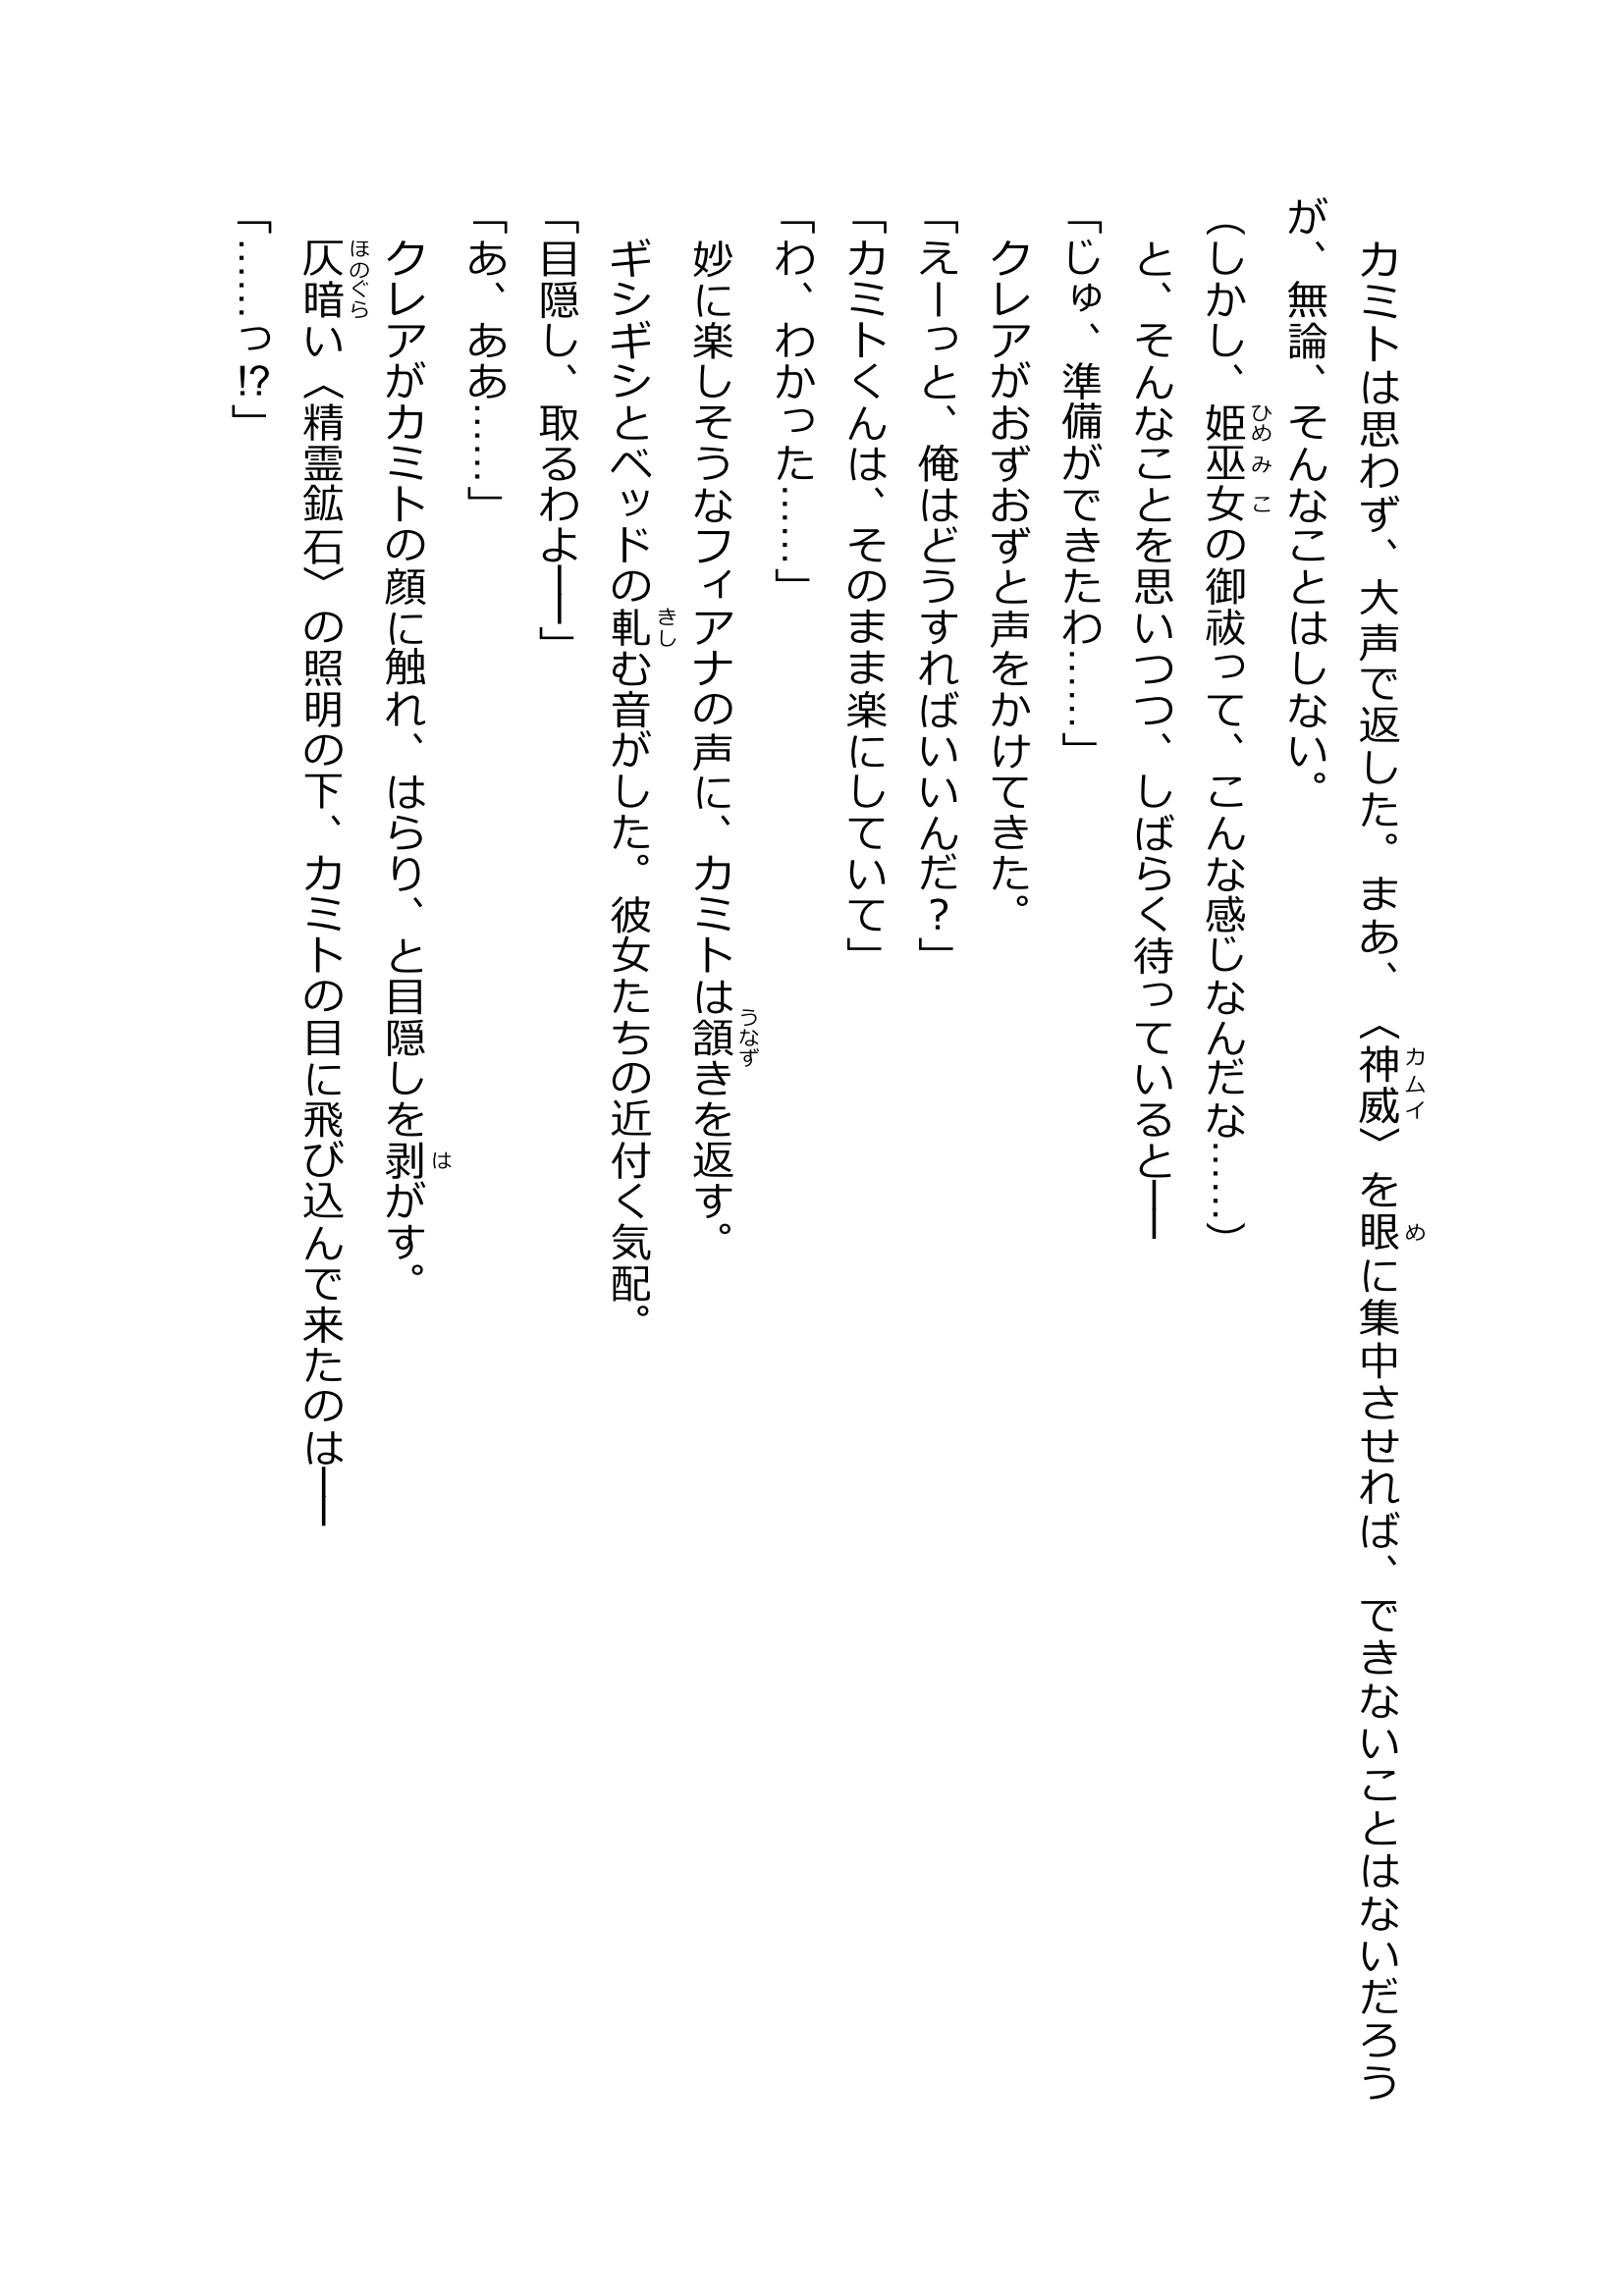 カミトは思わず、大声で返した。まあ、〈神威〉を眼に集中させれば、できないことはないだろう
が、無論、そんなことはしない。
（しかし、姫巫女の御祓って、こんな感じなんだな……）
と、そんなことを思いつつ、しばらく待っていると――
「じゅ、準備ができたわ……」
クレアがおずおずと声をかけてきた。
「えーっと、俺はどうすればいいんだ？」
「カミトくんは、そのまま楽にしていて」
「わ、わかった……」
妙に楽しそうなフィアナの声に、カミトは頷きを返す。
ギシギシとベッドの軋む音がした。彼女たちの近付く気配。
「目隠し、取るわよ――」
「あ、ああ……」
クレアがカミトの顔に触れ、はらり、と目隠しを剥がす。
仄暗い〈精霊鉱石〉の照明の下、カミトの目に飛び込んで来たのは――
「……っ!?」